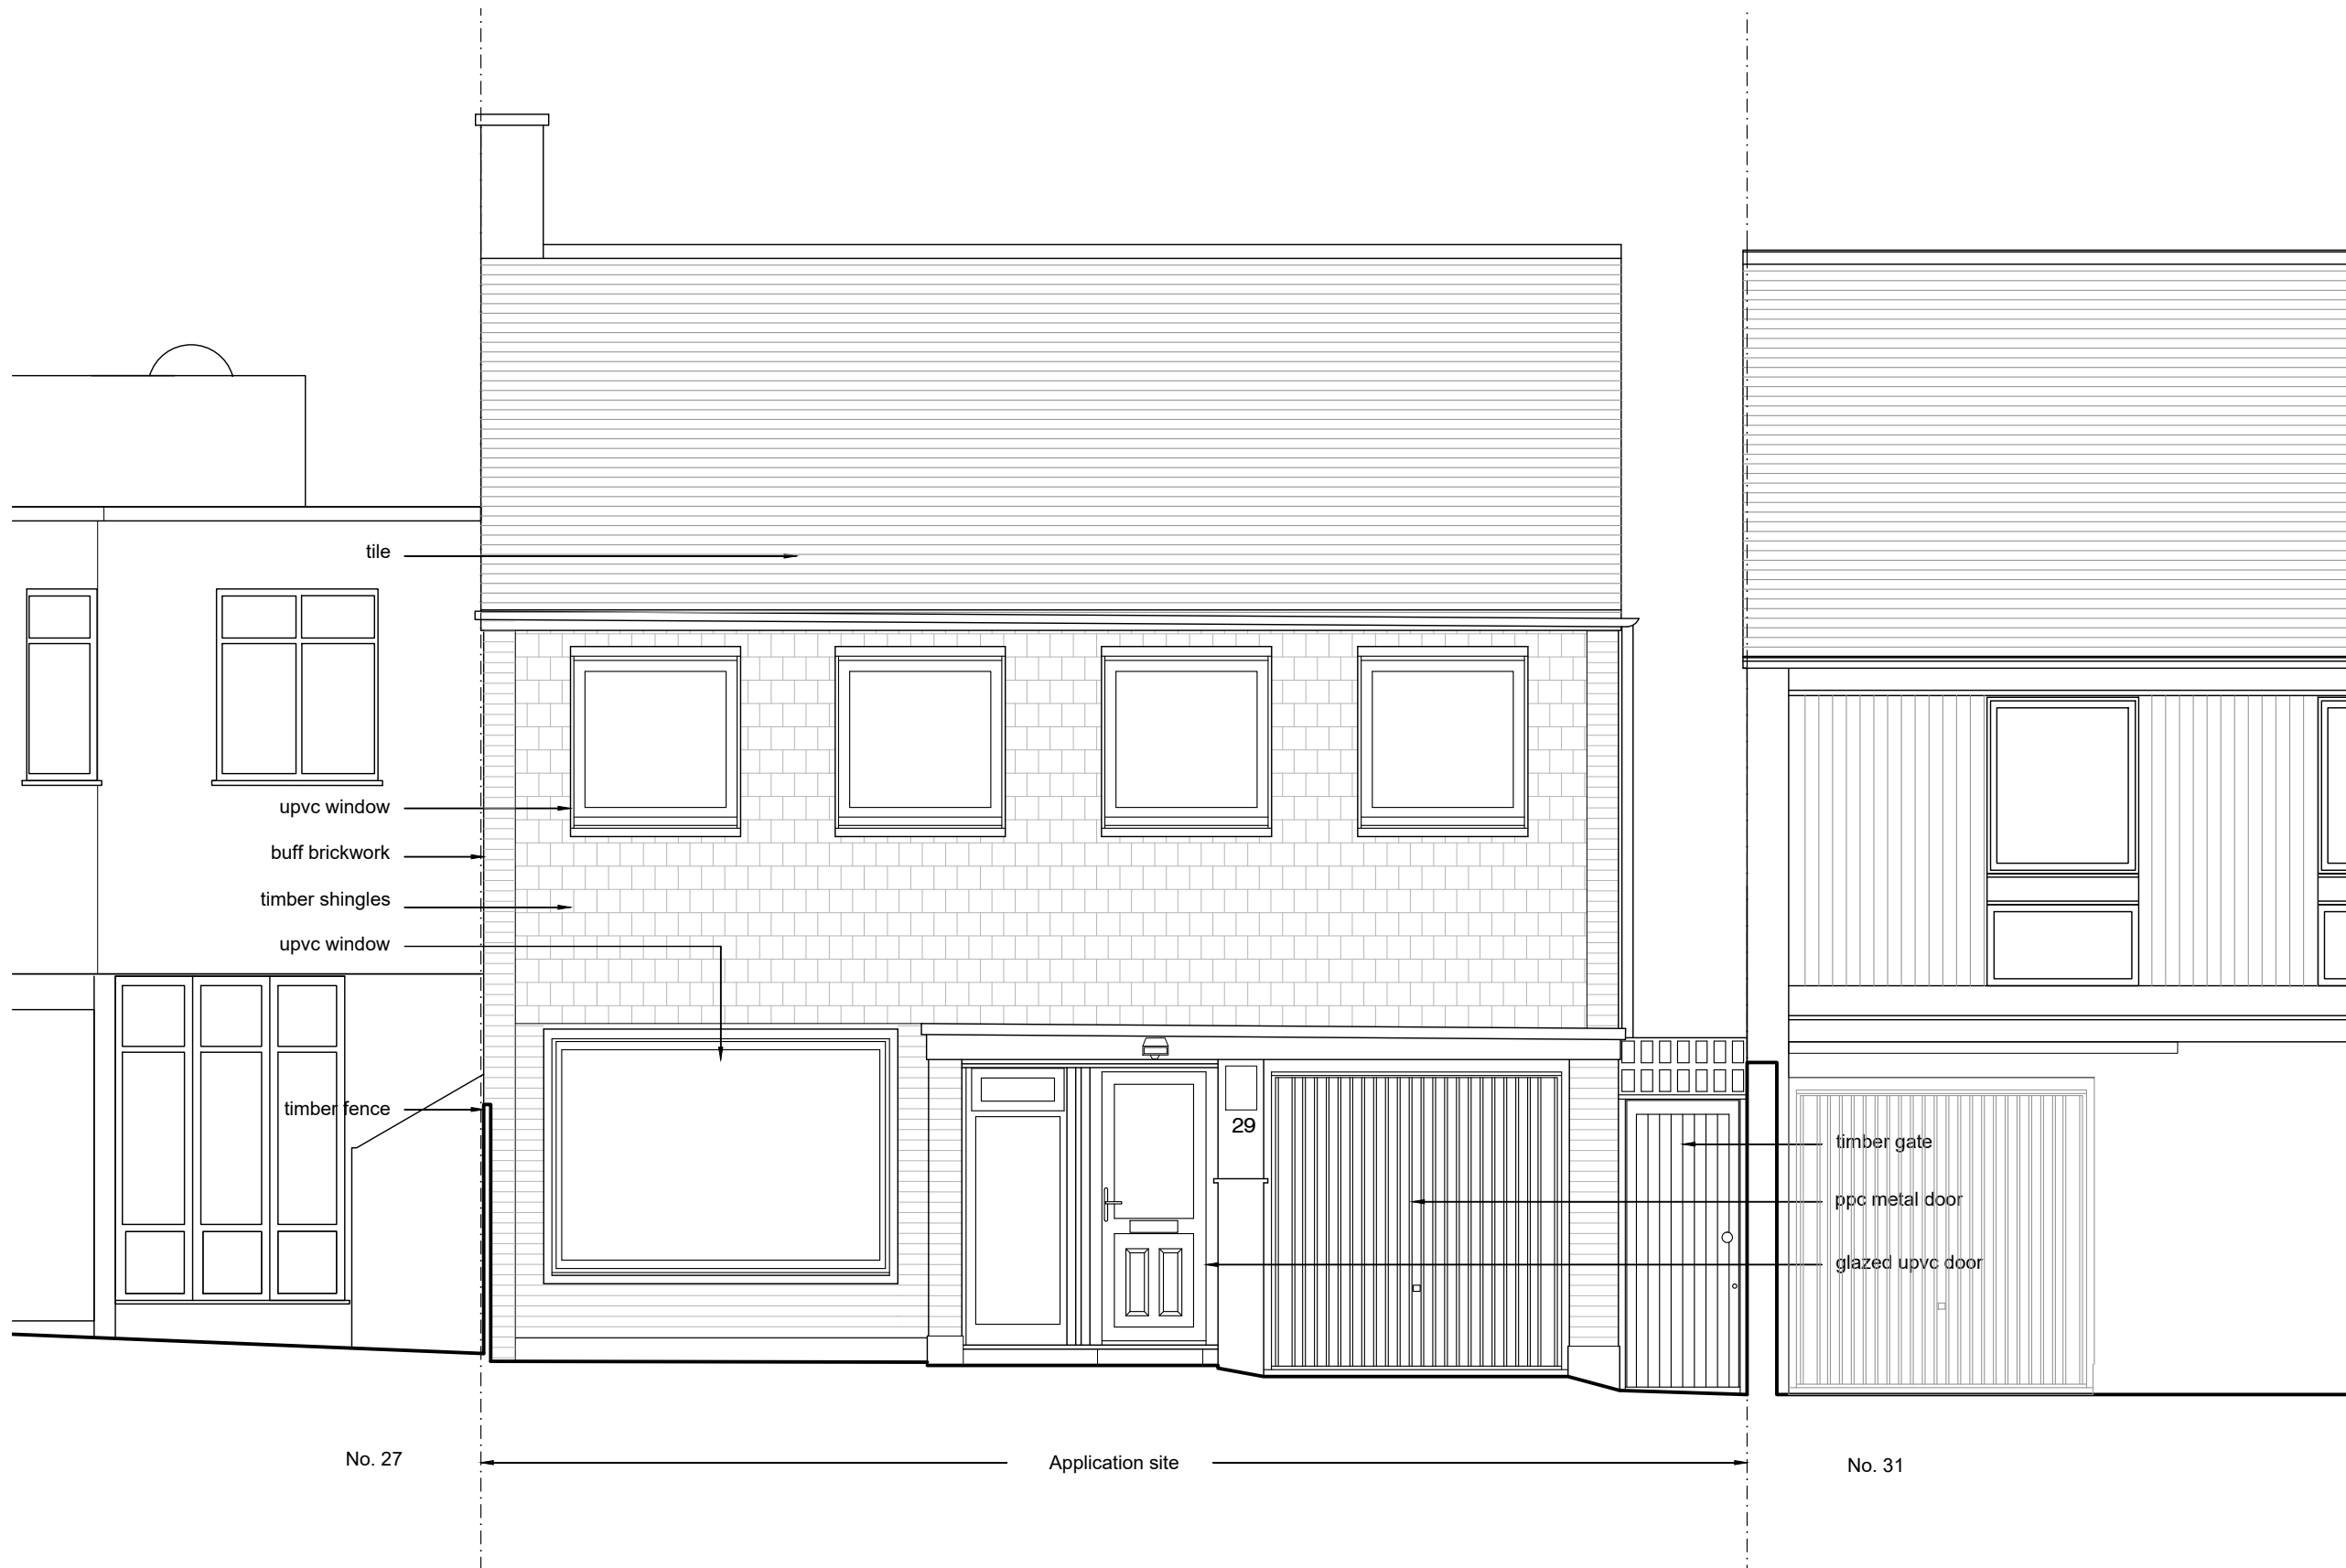 tile
upvc window
buff brickwork
timber shingles
upvc window
timber fence
29
timber gate
ppc metal door
glazed upvc door
No. 27
Application site
No. 31